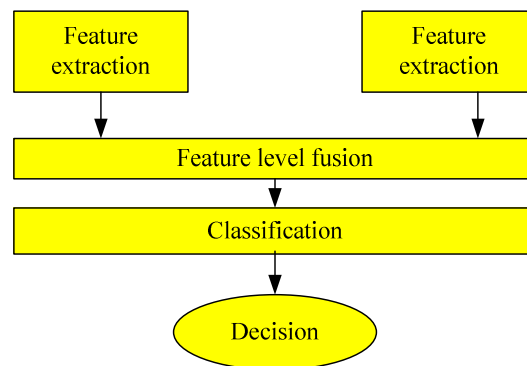 Feature
extraction
Feature
extraction
Feature level fusion
Classification
Decision